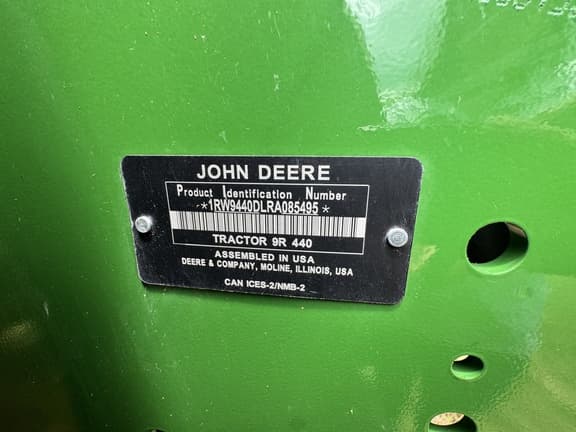 JOHN DEERE
Product Identification Number
*1RW9440DLRA085495*
TRACTOR 9R 440
ASSEMBLED IN USA
DEERE & COMPANY, MOLINE, ILLINOIS, USA
CAN ICES-2/NMB-2